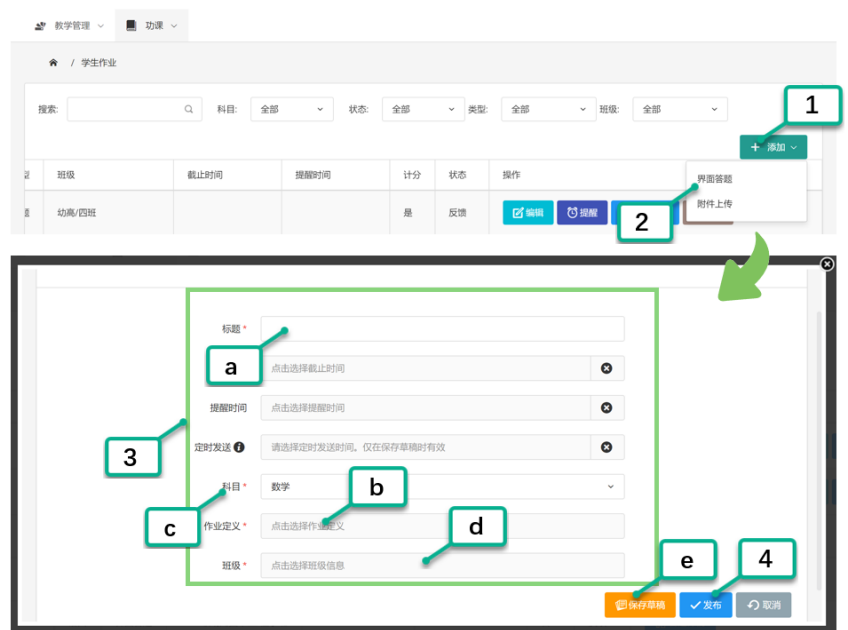 教学管理 功课
/ 学生作业
搜索: 科目: 全部 状态: 全部 类型: 全部 班级: 全部
1
+ 添加
班级 截止时间 提醒时间 计分 状态 操作
界面答题
附件上传
幼高/四班 是 反馈 编辑 提醒
2
标题 *
a
点击选择截止时间
提醒时间 点击选择提醒时间
定时发送 请选择定时发送时间。仅在保存草稿时有效
3
科目 * 数学
b
c
作业定义 * 点击选择作业定义
d
班级 * 点击选择班级信息
e
4
保存草稿 发布 取消